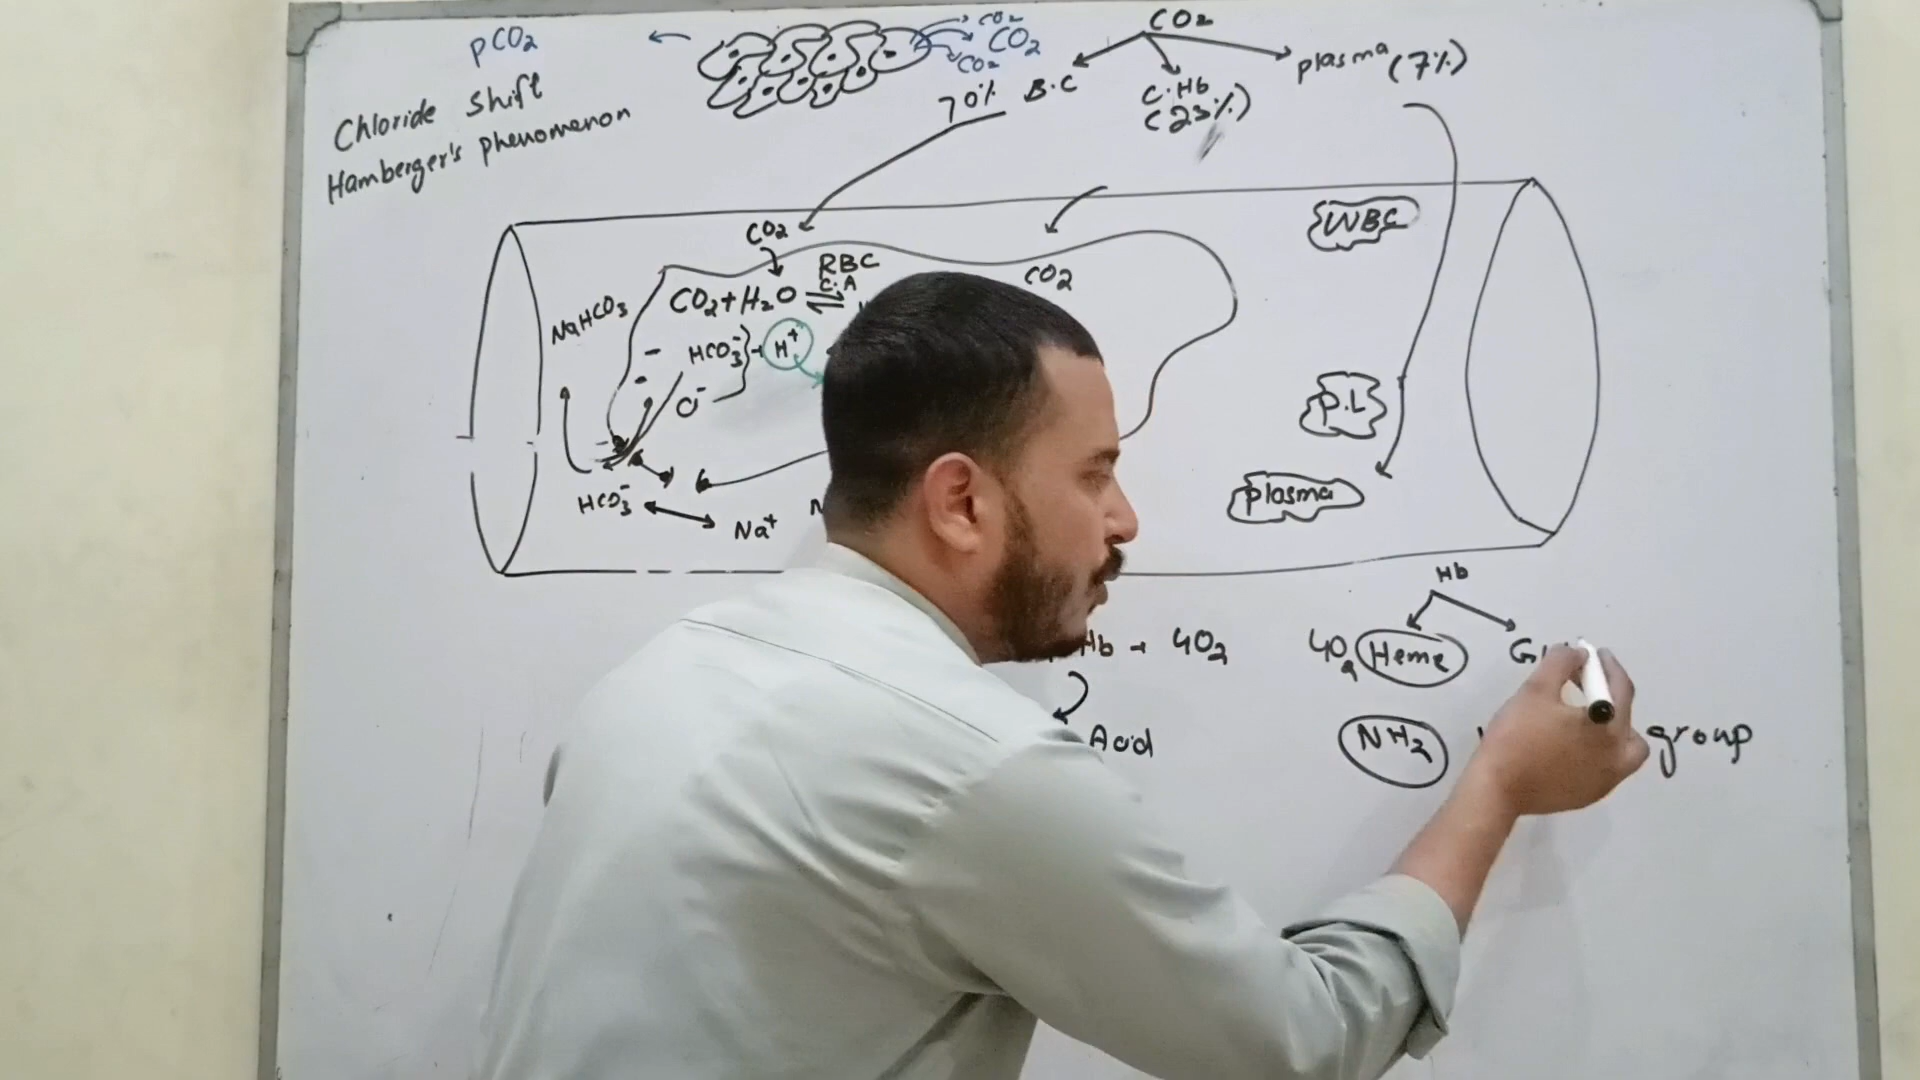 pCO2
Chloride Shift
Hamberger's phenomenon
CO2
CO2
CO2
CO2
70% B.C
C.Hb
(23%)
plasma (7%)
CO2
RBC
C.A
CO2 + H2O
NaHCO3
HCO3- + H+
Cl-
HCO3-
Na+
CO2
WBC
P.L
plasma
Hb
Hb + 4O2
4O2 Heme
Acid
NH2
group